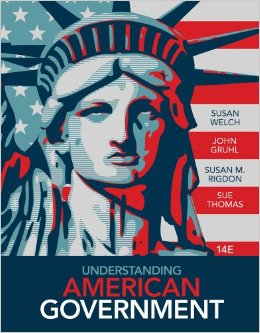 SUSAN
WELCH
JOHN
GRUHL
SUSAN M.
RIGDON
SUE
THOMAS
14E
UNDERSTANDING
AMERICAN
GOVERNMENT